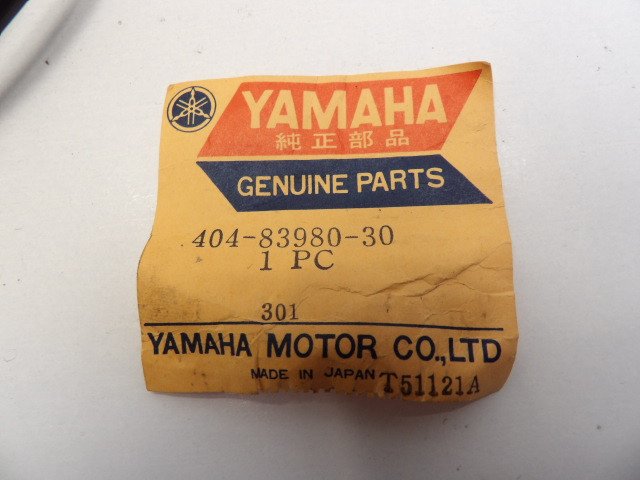 YAMAHA
純正部品
GENUINE PARTS
404-83980-30
1 PC
301
YAMAHA MOTOR CO.,LTD
MADE IN JAPAN T51121A